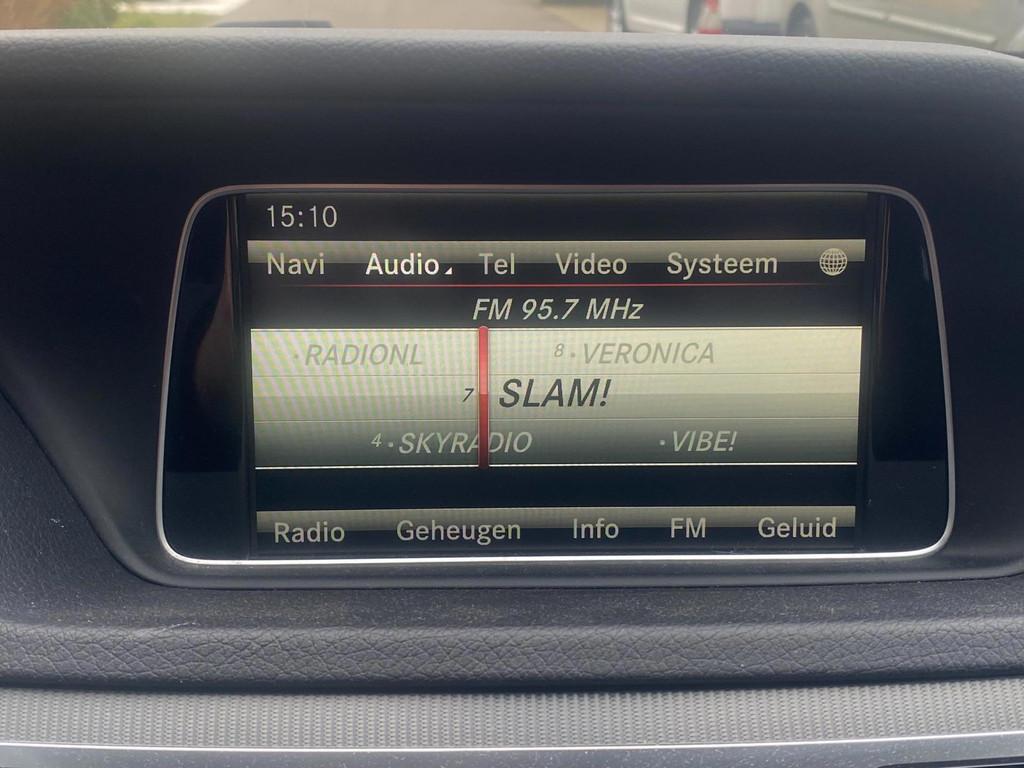 15:10
Navi Audio Tel Video Systeem
FM 95.7 MHz
·RADIONL 8·VERONICA
7 SLAM!
4·SKYRADIO ·VIBE!
Radio Geheugen Info FM Geluid